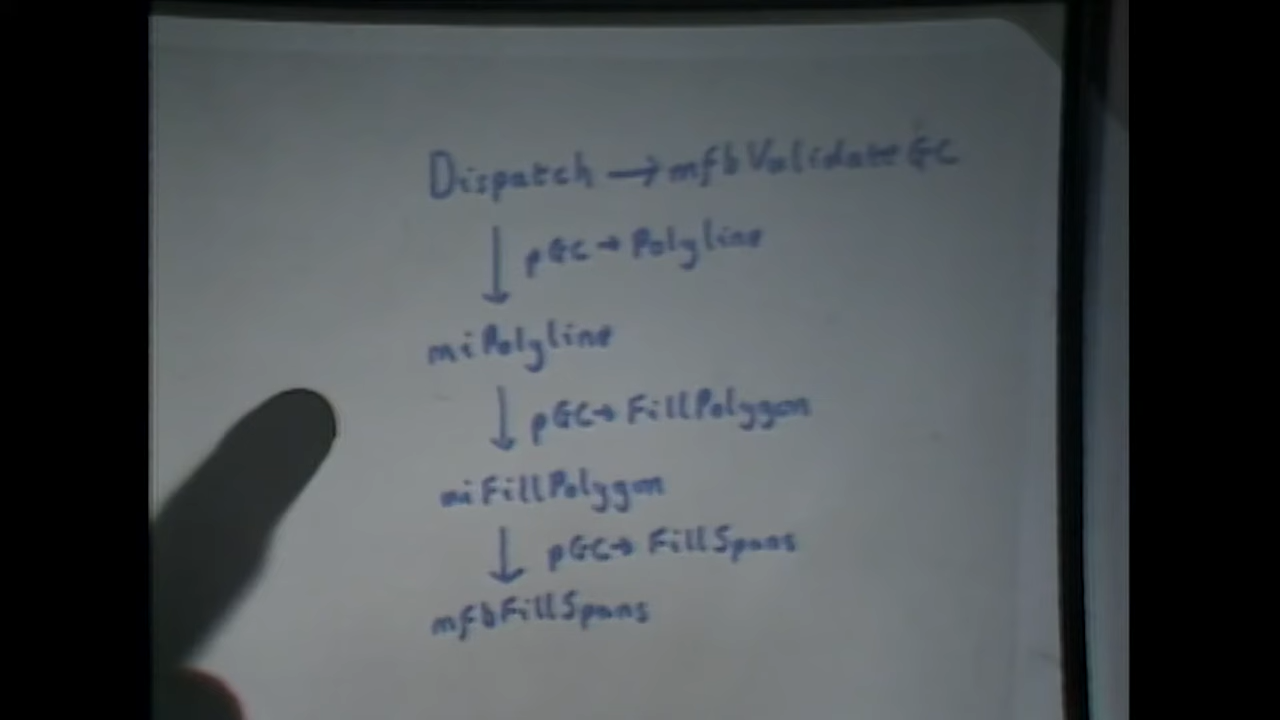 Dispatch → mfbValidateGC
↓ pGC→Polyline
miPolyline
↓ pGC→FillPolygon
miFillPolygon
↓ pGC→FillSpans
mfbFillSpans